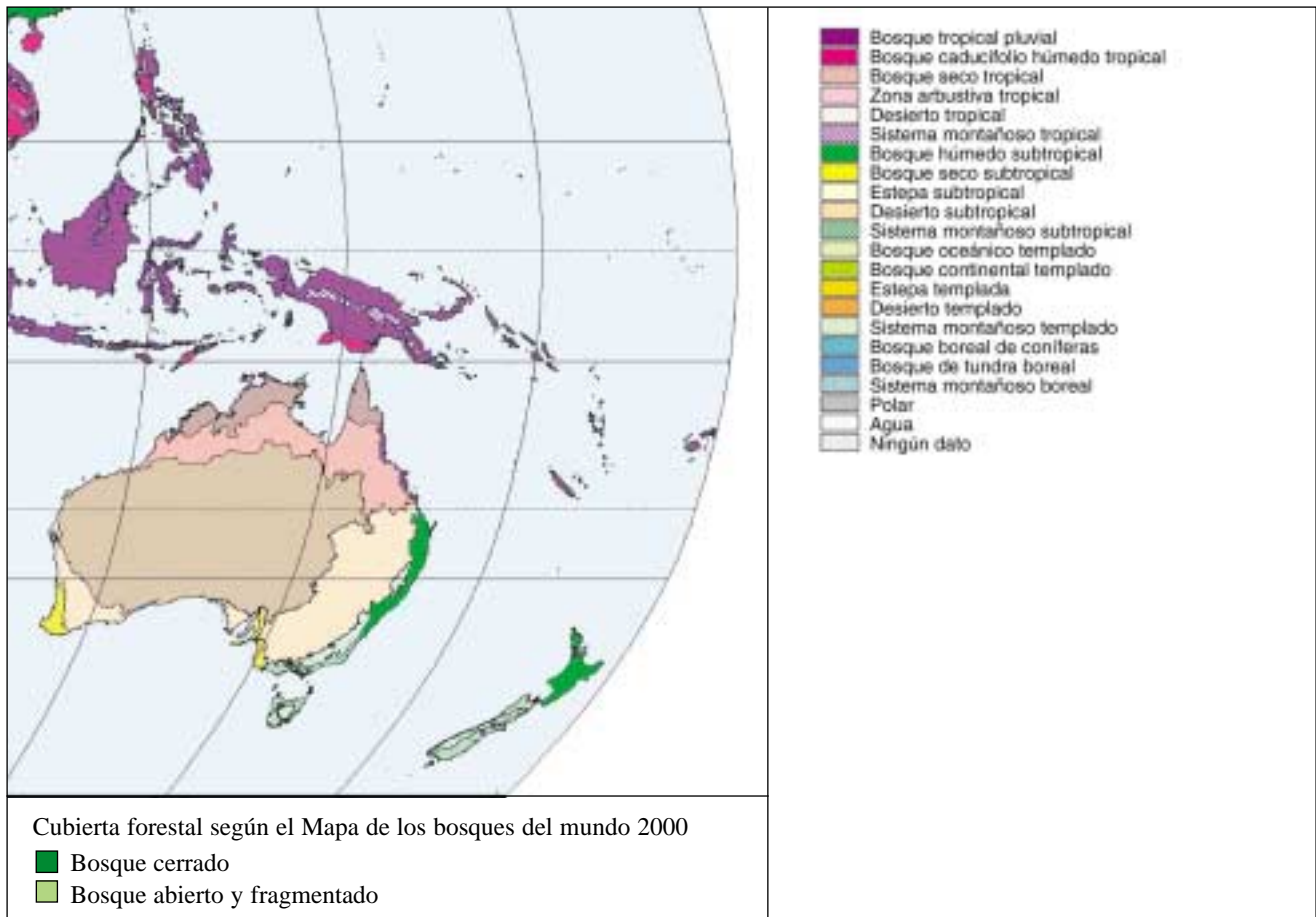 Bosque tropical pluvial
Bosque caducifolio húmedo tropical
Bosque seco tropical
Zona arbustiva tropical
Desierto tropical
Sistema montañoso tropical
Bosque húmedo subtropical
Bosque seco subtropical
Estepa subtropical
Desierto subtropical
Sistema montañoso subtropical
Bosque oceánico templado
Bosque continental templado
Estepa templada
Desierto templado
Sistema montañoso templado
Bosque boreal de coníferas
Bosque de tundra boreal
Sistema montañoso boreal
Polar
Agua
Ningún dato
Cubierta forestal según el Mapa de los bosques del mundo 2000
Bosque cerrado
Bosque abierto y fragmentado